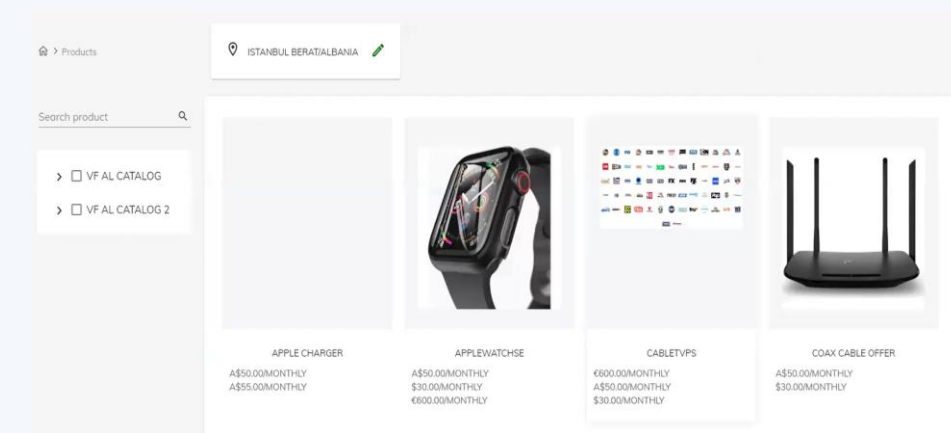 Products
ISTANBUL BERAT/ALBANIA
Search product
VF AL CATALOG
VF AL CATALOG 2
APPLE CHARGER
A$50.00/MONTHLY
A$55.00/MONTHLY
APPLEWATCHSE
A$50.00/MONTHLY
$30.00/MONTHLY
€600.00/MONTHLY
CABLETVPS
€600.00/MONTHLY
A$50.00/MONTHLY
$30.00/MONTHLY
COAX CABLE OFFER
A$50.00/MONTHLY
$30.00/MONTHLY